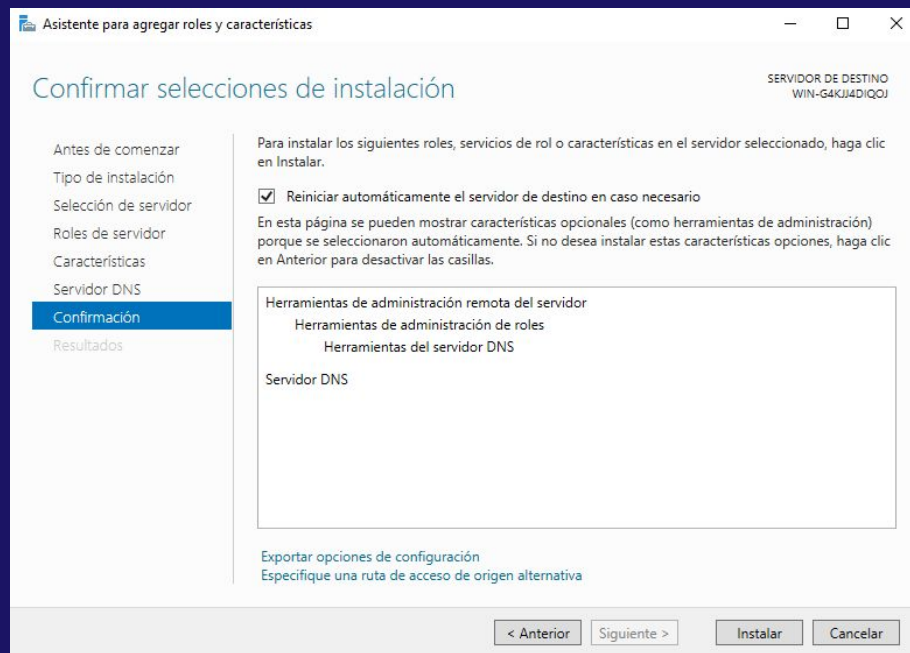 Asistente para agregar roles y características
Confirmar selecciones de instalación
SERVIDOR DE DESTINO
WIN-G4KJJ4DIQOJ
Antes de comenzar
Tipo de instalación
Selección de servidor
Roles de servidor
Características
Servidor DNS
Confirmación
Resultados
Para instalar los siguientes roles, servicios de rol o características en el servidor seleccionado, haga clic
en Instalar.
Reiniciar automáticamente el servidor de destino en caso necesario
En esta página se pueden mostrar características opcionales (como herramientas de administración)
porque se seleccionaron automáticamente. Si no desea instalar estas características opciones, haga clic
en Anterior para desactivar las casillas.
Herramientas de administración remota del servidor
Herramientas de administración de roles
Herramientas del servidor DNS
Servidor DNS
Exportar opciones de configuración
Especifique una ruta de acceso de origen alternativa
< Anterior Siguiente > Instalar Cancelar